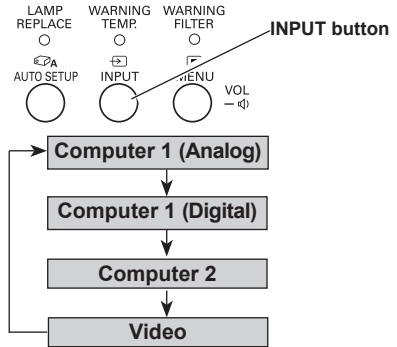 LAMP REPLACE WARNING TEMP. WARNING FILTER
INPUT button
AUTO SETUP INPUT MENU
VOL
Computer 1 (Analog)
Computer 1 (Digital)
Computer 2
Video